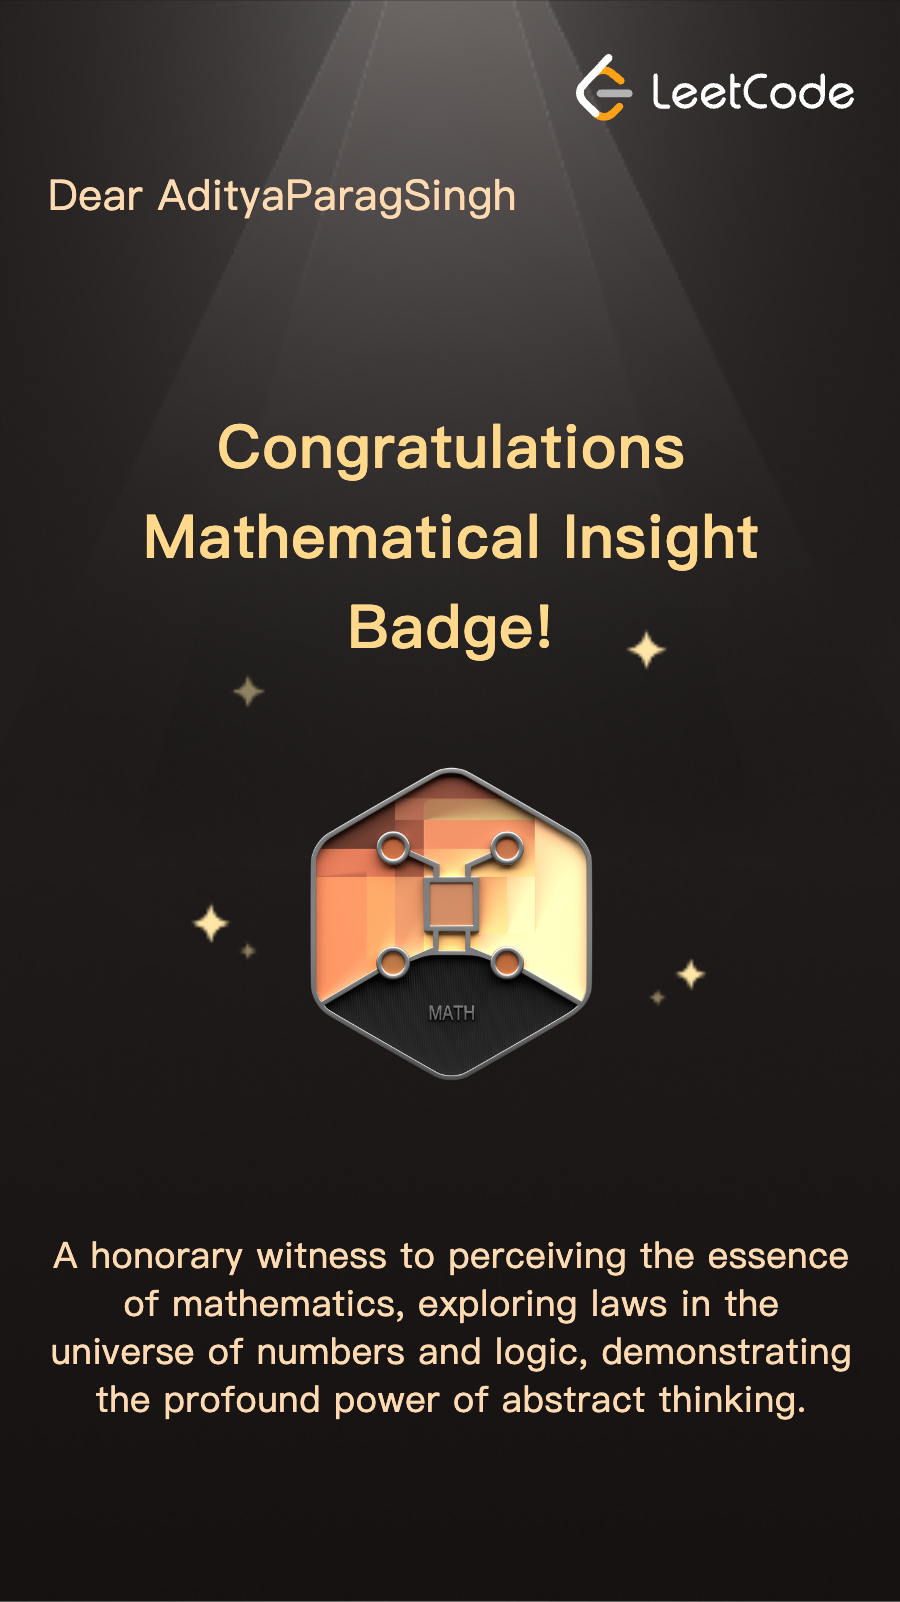 LeetCode
Dear AdityaParagSingh
Congratulations
Mathematical Insight
Badge!
MATH
A honorary witness to perceiving the essence
of mathematics, exploring laws in the
universe of numbers and logic, demonstrating
the profound power of abstract thinking.